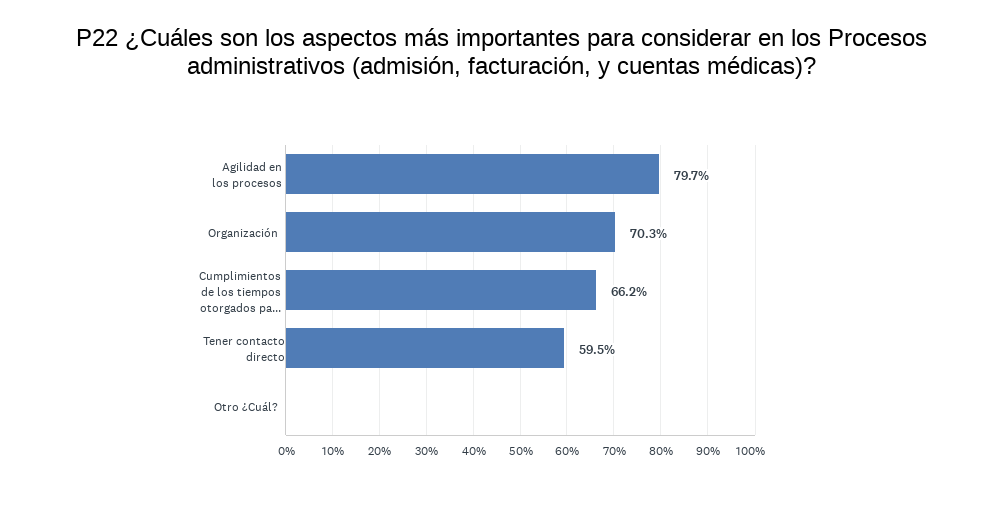 P22 ¿Cuáles son los aspectos más importantes para considerar en los Procesos
administrativos (admisión, facturación, y cuentas médicas)?
Agilidad en
los procesos
79.7%
Organización
70.3%
Cumplimientos
de los tiempos
otorgados pa...
66.2%
Tener contacto
directo
59.5%
Otro ¿Cuál?
0% 10% 20% 30% 40% 50% 60% 70% 80% 90% 100%